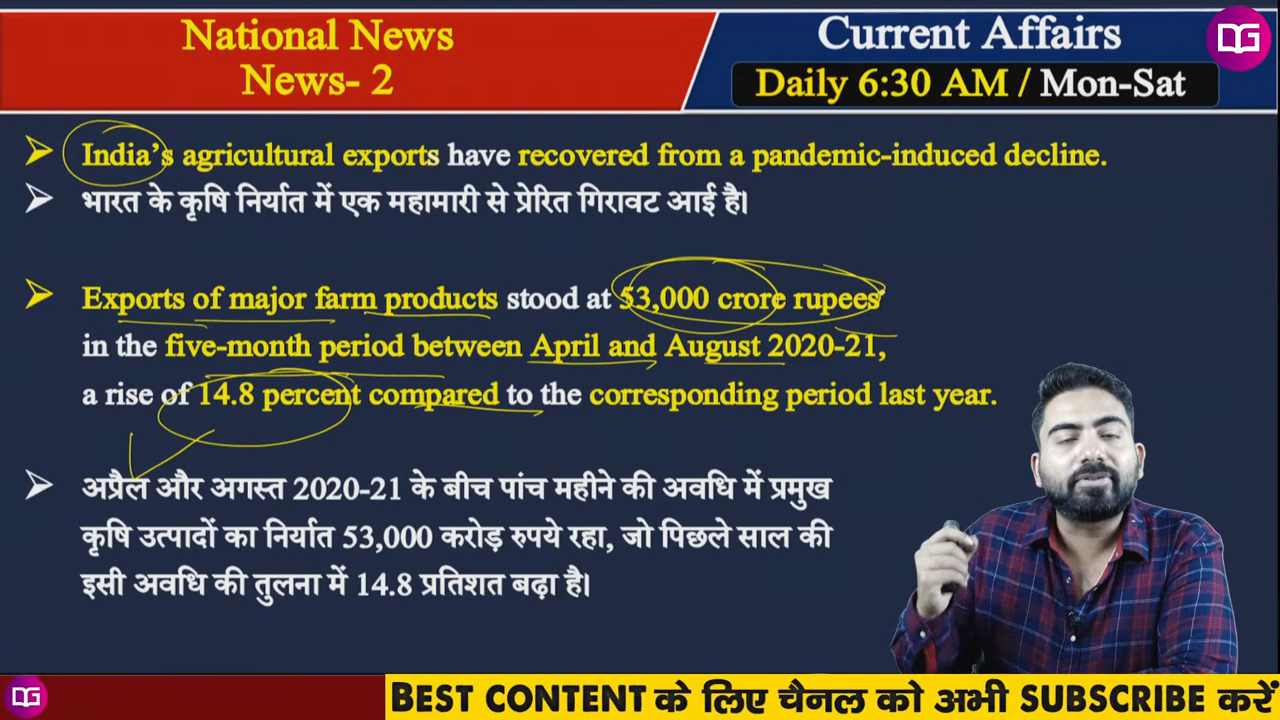 National News
News- 2
Current Affairs
Daily 6:30 AM / Mon-Sat
DG
India's agricultural exports have recovered from a pandemic-induced decline.
भारत के कृषि निर्यात में एक महामारी से प्रेरित गिरावट आई है।
Exports of major farm products stood at 53,000 crore rupees
in the five-month period between April and August 2020-21,
a rise of 14.8 percent compared to the corresponding period last year.
अप्रैल और अगस्त 2020-21 के बीच पांच महीने की अवधि में प्रमुख
कृषि उत्पादों का निर्यात 53,000 करोड़ रुपये रहा, जो पिछले साल की
इसी अवधि की तुलना में 14.8 प्रतिशत बढ़ा है।
DG
BEST CONTENT के लिए चैनल को अभी SUBSCRIBE करें